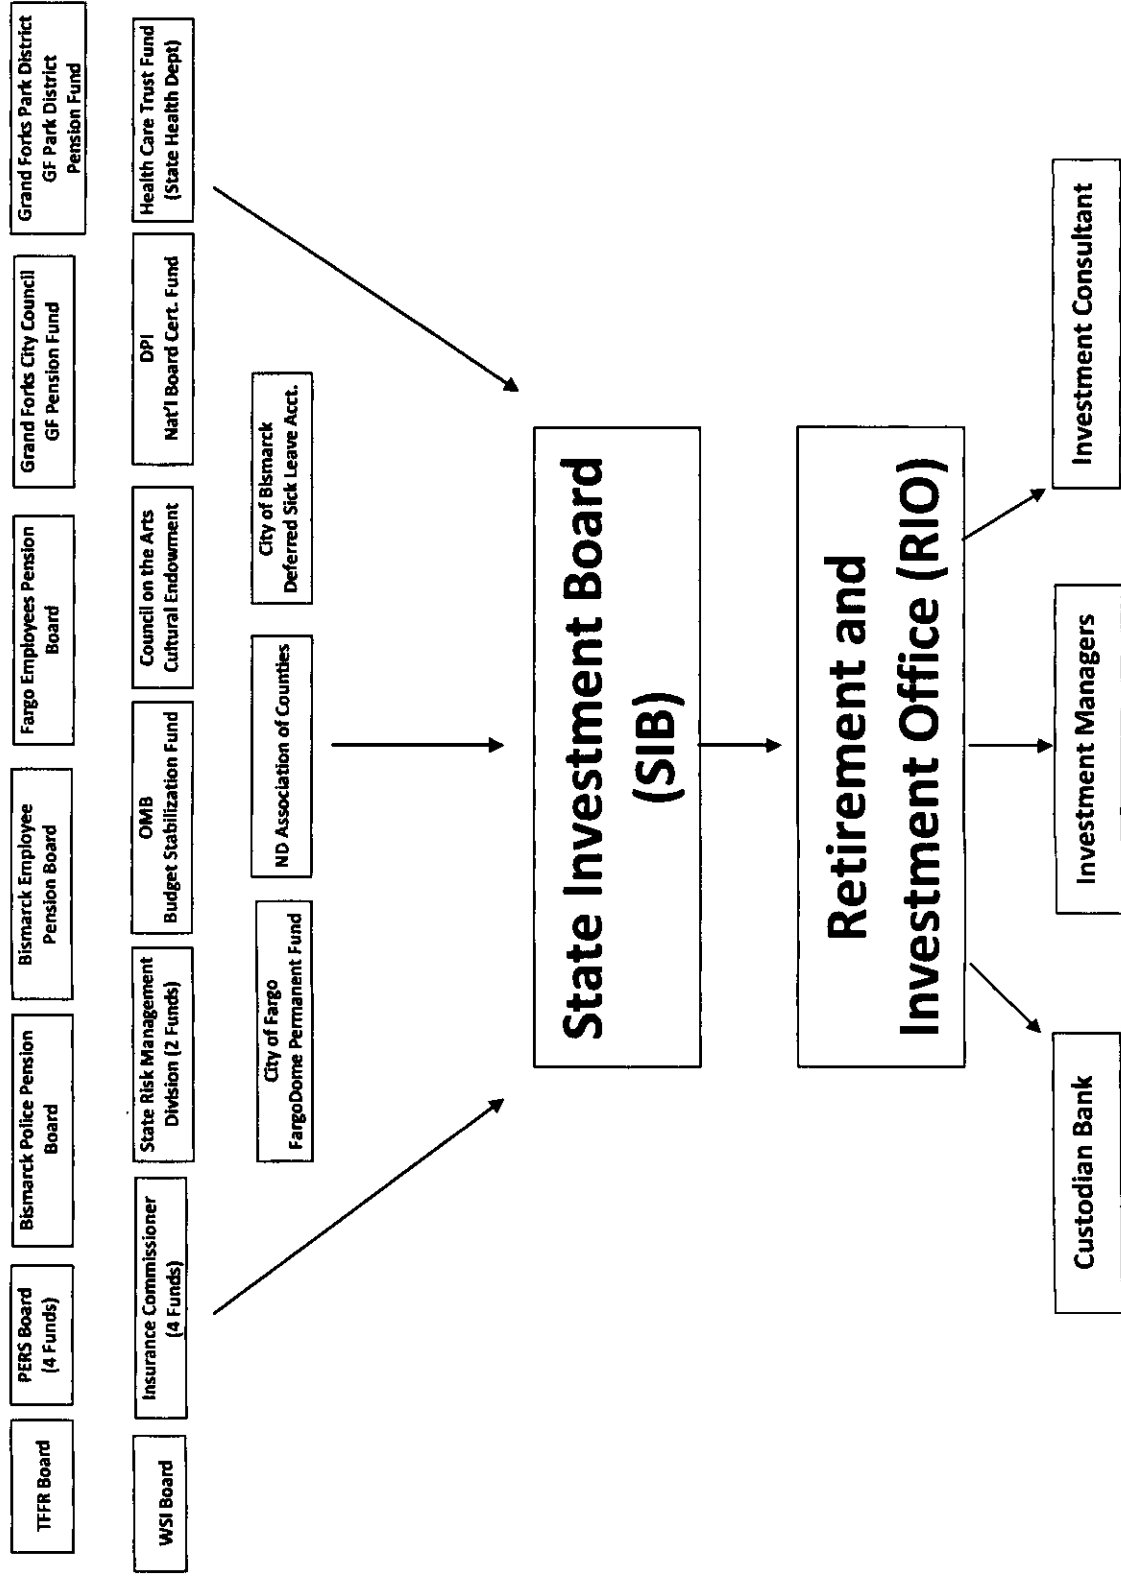 TFFR Board
PERS Board
(4 Funds)
Bismarck Police Pension
Board
Bismarck Employee
Pension Board
Fargo Employees Pension
Board
Grand Forks City Council
GF Pension Fund
Grand Forks Park District
GF Park District
Pension Fund
WSI Board
Insurance Commissioner
(4 Funds)
State Risk Management
Division (2 Funds)
OMB
Budget Stabilization Fund
Council on the Arts
Cultural Endowment
DPI
Nat'l Board Cert. Fund
Health Care Trust Fund
(State Health Dept)
City of Fargo
FargoDome Permanent Fund
ND Association of Counties
City of Bismarck
Deferred Sick Leave Acct.
State Investment Board
(SIB)
Retirement and
Investment Office (RIO)
Custodian Bank
Investment Managers
Investment Consultant